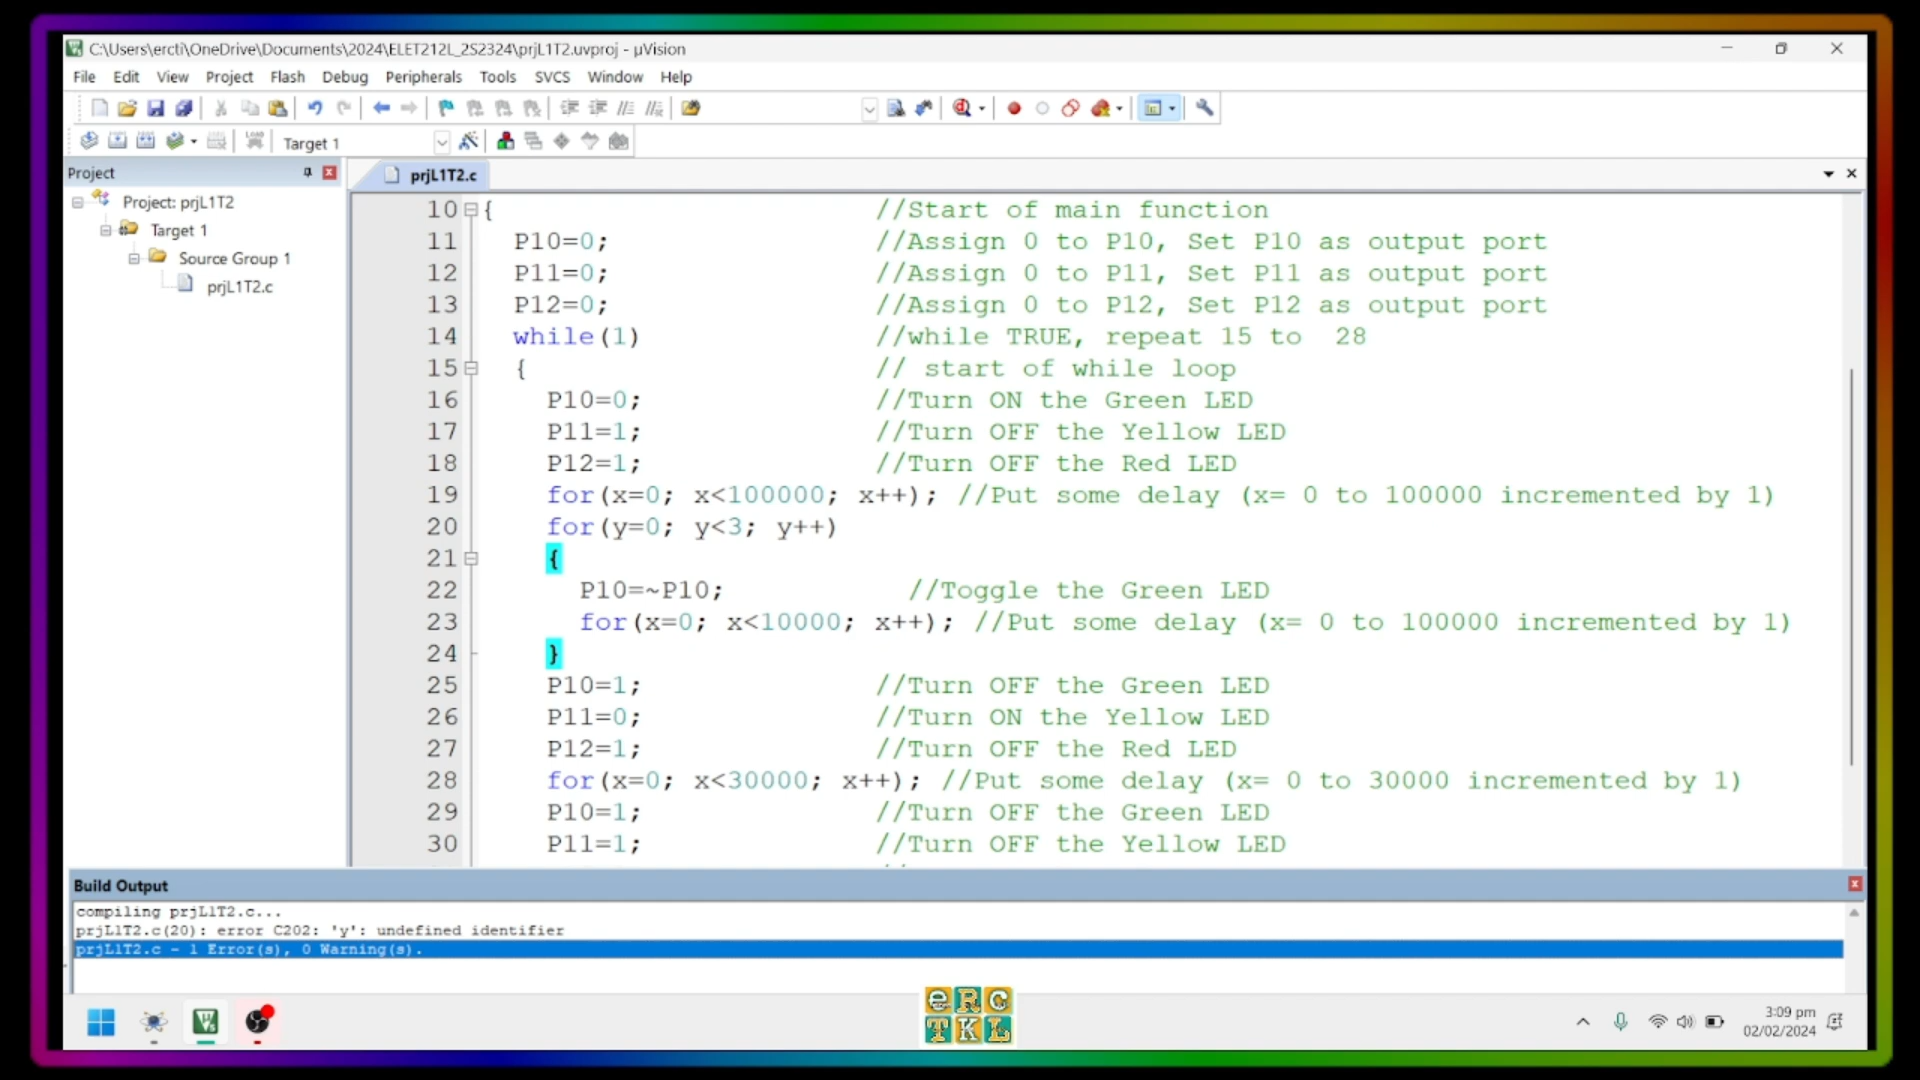 C:\Users\ercti\OneDrive\Documents\2024\ELET212L_2S2324\prjL1T2.uvproj - µVision
File Edit View Project Flash Debug Peripherals Tools SVCS Window Help
Target 1
Project
prjL1T2.c
Project: prjL1T2
Target 1
Source Group 1
prjL1T2.c
10 { //Start of main function
11 P10=0; //Assign 0 to P10, Set P10 as output port
12 P11=0; //Assign 0 to P11, Set P11 as output port
13 P12=0; //Assign 0 to P12, Set P12 as output port
14 while(1) //while TRUE, repeat 15 to 28
15 { // start of while loop
16 P10=0; //Turn ON the Green LED
17 P11=1; //Turn OFF the Yellow LED
18 P12=1; //Turn OFF the Red LED
19 for(x=0; x<100000; x++); //Put some delay (x= 0 to 100000 incremented by 1)
20 for(y=0; y<3; y++)
21 {
22 P10=~P10; //Toggle the Green LED
23 for(x=0; x<10000; x++); //Put some delay (x= 0 to 100000 incremented by 1)
24 }
25 P10=1; //Turn OFF the Green LED
26 P11=0; //Turn ON the Yellow LED
27 P12=1; //Turn OFF the Red LED
28 for(x=0; x<30000; x++); //Put some delay (x= 0 to 30000 incremented by 1)
29 P10=1; //Turn OFF the Green LED
30 P11=1; //Turn OFF the Yellow LED
Build Output
compiling prjL1T2.c...
prjL1T2.c(20): error C202: 'y': undefined identifier
prjL1T2.c - 1 Error(s), 0 Warning(s).
eRC
TKL
3:09 pm
02/02/2024